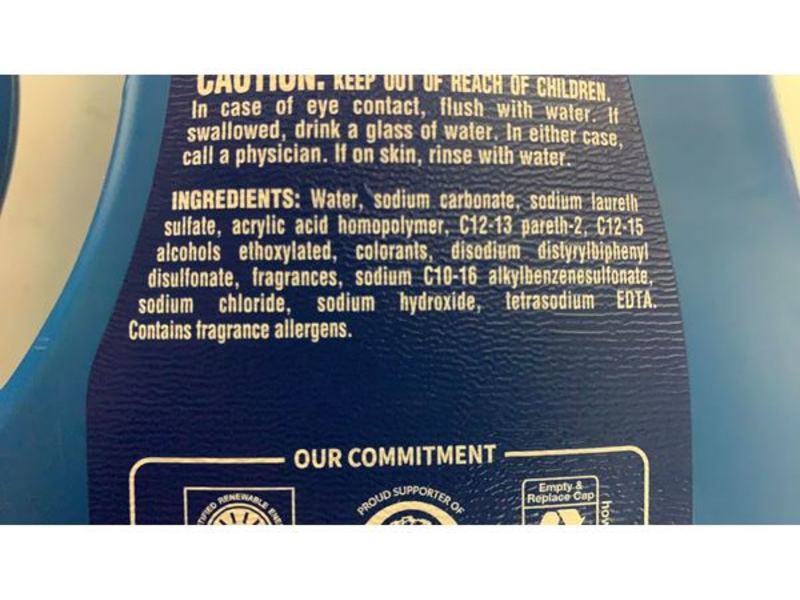 CAUTION: KEEP OUT OF REACH OF CHILDREN.
In case of eye contact, flush with water. If
swallowed, drink a glass of water. In either case,
call a physician. If on skin, rinse with water.
INGREDIENTS: Water, sodium carbonate, sodium laureth
sulfate, acrylic acid homopolymer, C12-13 pareth-2, C12-15
alcohols ethoxylated, colorants, disodium distyrylbiphenyl
disulfonate, fragrances, sodium C10-16 alkylbenzenesulfonate,
sodium chloride, sodium hydroxide, tetrasodium EDTA.
Contains fragrance allergens.
OUR COMMITMENT
RENEWABLE
PROUD SUPPORTER OF
Empty &
Replace Cap